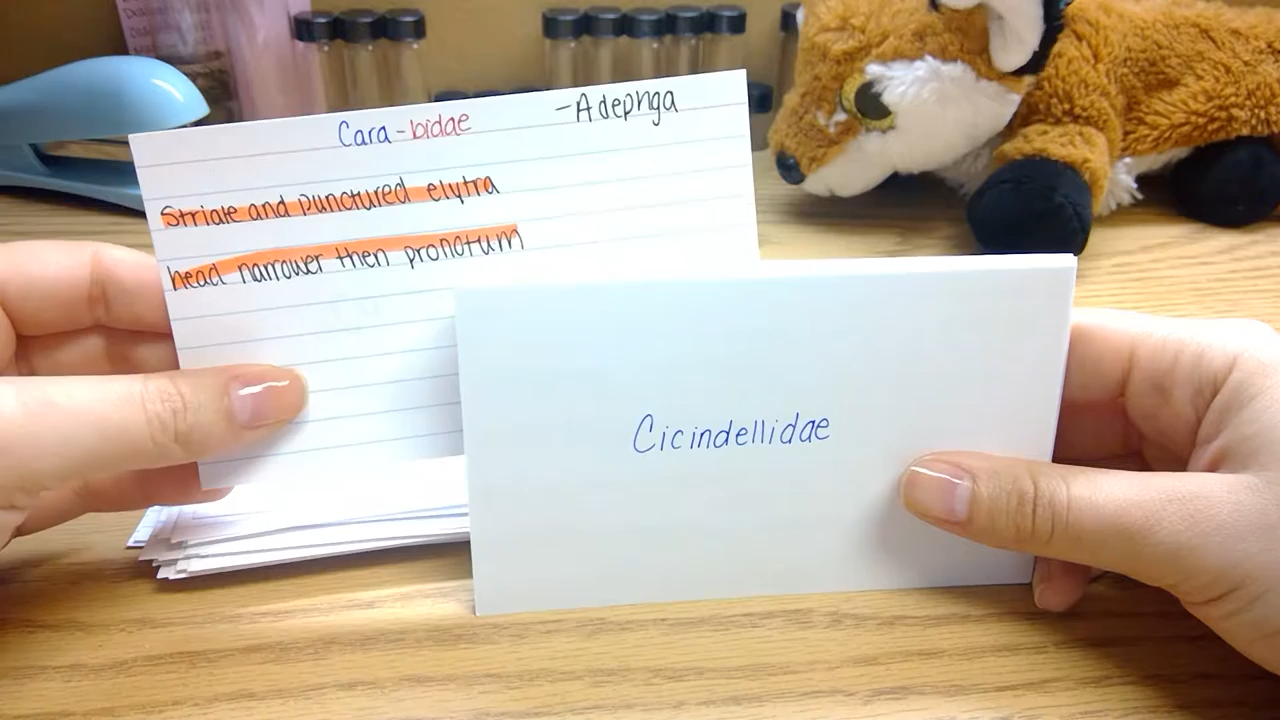 Cara-bidae
-Adephga
Striate and punctured elytra
head narrower then pronotum
Cicindellidae